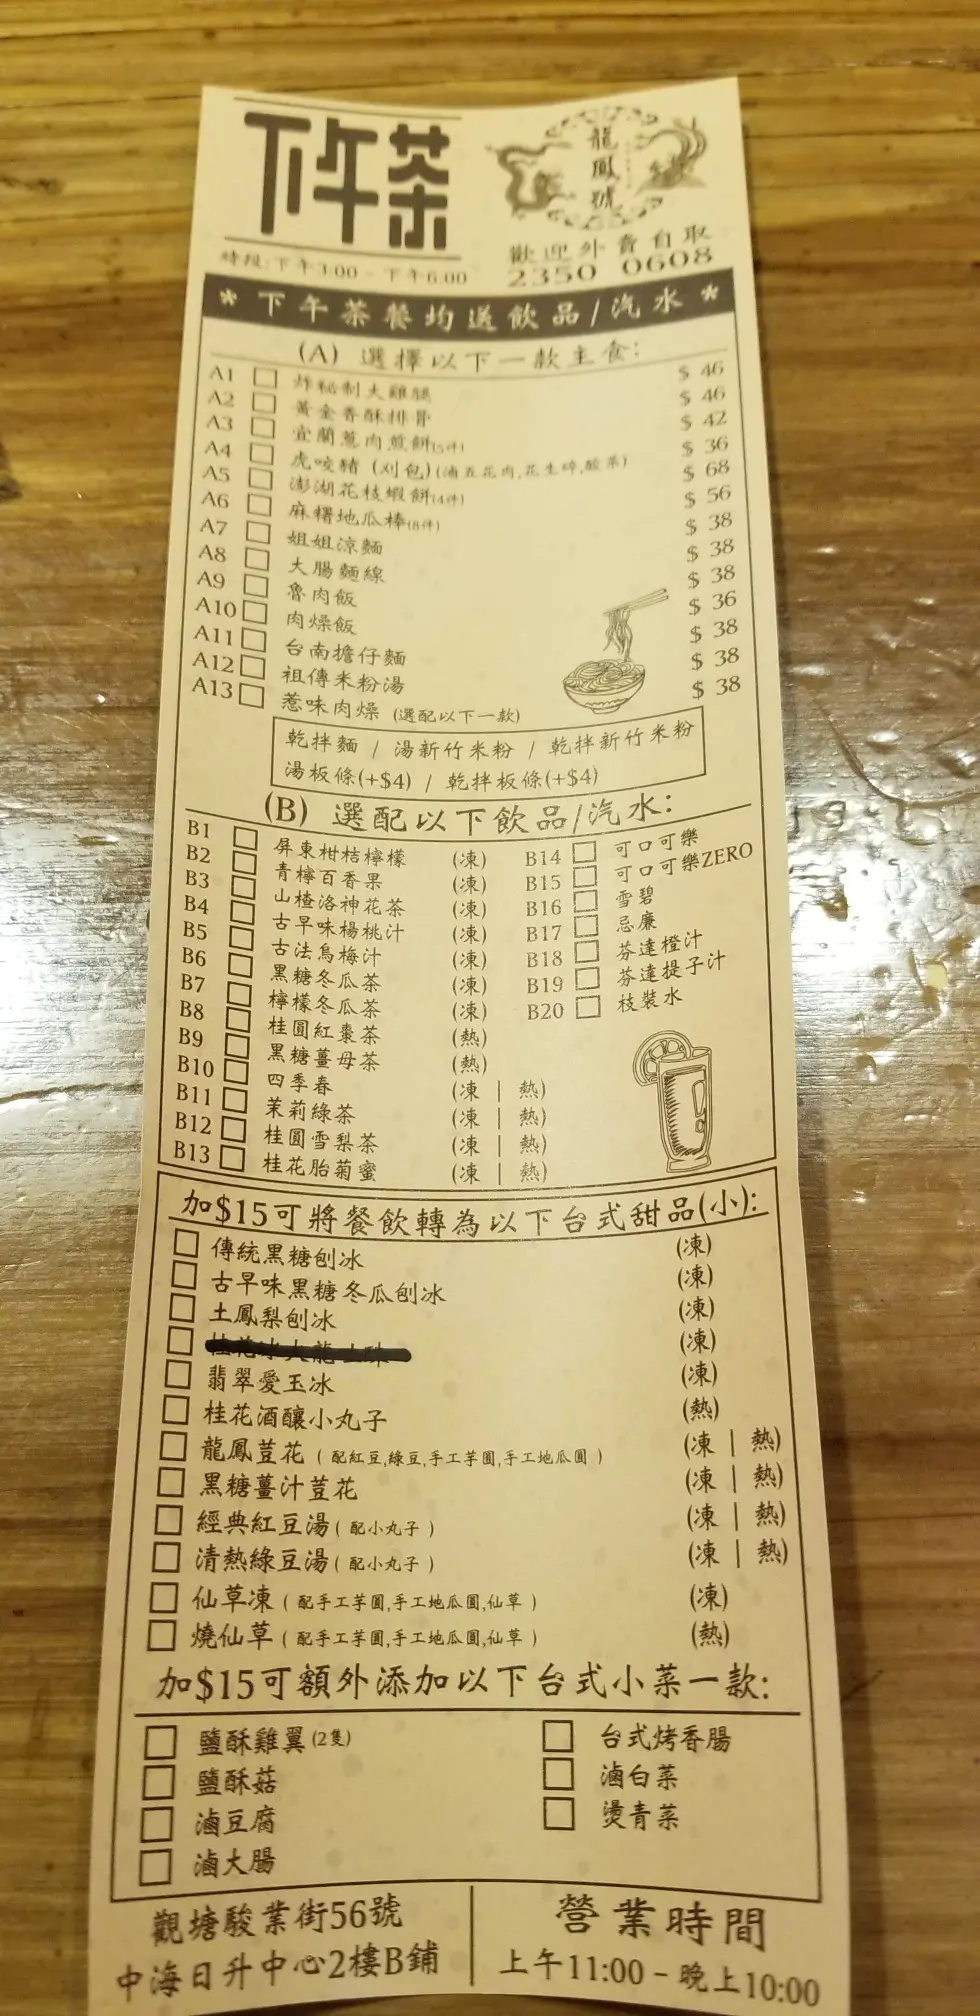 下午茶
龍鳳號
時段:下午3:00 - 下午6:00
歡迎外賣自取
2350 0608
* 下午茶餐均送飲品/汽水 *
(A) 選擇以下一款主食:
A1 □ 炸秘制大雞腿 $ 46
A2 □ 黃金香酥排骨 $ 46
A3 □ 宜蘭蔥肉煎餅(5件) $ 42
A4 □ 虎咬豬 (刈包)(滷五花肉,花生碎,酸菜) $ 36
A5 □ 澎湖花枝蝦餅(4件) $ 68
A6 □ 麻糬地瓜棒(8件) $ 56
A7 □ 姐姐涼麵 $ 38
A8 □ 大腸麵線 $ 38
A9 □ 魯肉飯 $ 38
A10 □ 肉燥飯 $ 36
A11 □ 台南擔仔麵 $ 38
A12 □ 祖傳米粉湯 $ 38
A13 □ 惹味肉燥 (選配以下一款) $ 38
乾拌麵 / 湯新竹米粉 / 乾拌新竹米粉
湯板條(+$4) / 乾拌板條(+$4)
(B) 選配以下飲品/汽水:
B1 □ 屏東柑桔檸檬 (凍)
B2 □ 青檸百香果 (凍)
B3 □ 山楂洛神花茶 (凍)
B4 □ 古早味楊桃汁 (凍)
B5 □ 古法烏梅汁 (凍)
B6 □ 黑糖冬瓜茶 (凍)
B7 □ 檸檬冬瓜茶 (凍)
B8 □ 桂圓紅棗茶 (熱)
B9 □ 黑糖薑母茶 (熱)
B10 □ 四季春 (凍 | 熱)
B11 □ 茉莉綠茶 (凍 | 熱)
B12 □ 桂圓雪梨茶 (凍 | 熱)
B13 □ 桂花胎菊蜜 (凍 | 熱)
B14 □ 可口可樂
B15 □ 可口可樂ZERO
B16 □ 雪碧
B17 □ 忌廉
B18 □ 芬達橙汁
B19 □ 芬達提子汁
B20 □ 枝裝水
加$15可將餐飲轉為以下台式甜品(小):
□ 傳統黑糖刨冰 (凍)
□ 古早味黑糖冬瓜刨冰 (凍)
□ 土鳳梨刨冰 (凍)
□ (凍)
□ 翡翠愛玉冰 (凍)
□ 桂花酒釀小丸子 (熱)
□ 龍鳳荳花 ( 配紅豆,綠豆,手工芋圓,手工地瓜圓 ) (凍 | 熱)
□ 黑糖薑汁荳花 (凍 | 熱)
□ 經典紅豆湯 ( 配小丸子 ) (凍 | 熱)
□ 清熱綠豆湯 ( 配小丸子 ) (凍 | 熱)
□ 仙草凍 ( 配手工芋圓,手工地瓜圓,仙草 ) (凍)
□ 燒仙草 ( 配手工芋圓,手工地瓜圓,仙草 ) (熱)
加$15可額外添加以下台式小菜一款:
□ 鹽酥雞翼 (2隻)
□ 鹽酥菇
□ 滷豆腐
□ 滷大腸
□ 台式烤香腸
□ 滷白菜
□ 燙青菜
觀塘駿業街56號
中海日升中心2樓B鋪
營業時間
上午11:00 - 晚上10:00